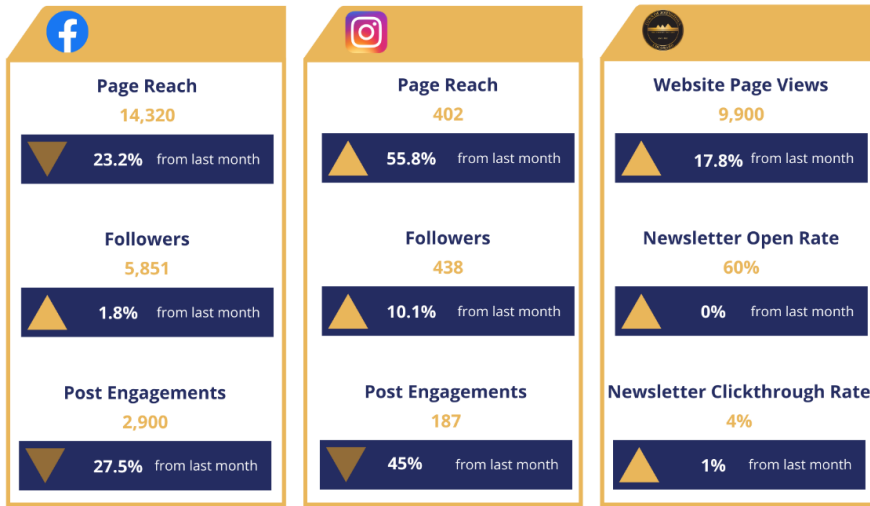 Page Reach
14,320
23.2% from last month
Followers
5,851
1.8% from last month
Post Engagements
2,900
27.5% from last month
Page Reach
402
55.8% from last month
Followers
438
10.1% from last month
Post Engagements
187
45% from last month
Website Page Views
9,900
17.8% from last month
Newsletter Open Rate
60%
0% from last month
Newsletter Clickthrough Rate
4%
1% from last month